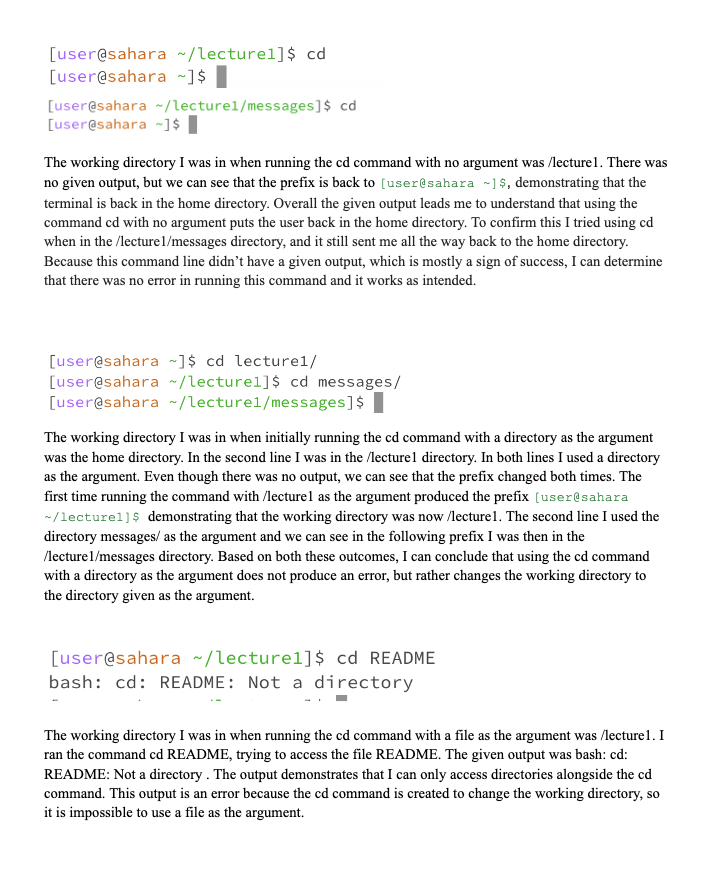 [user@sahara ~/lecture1]$ cd
[user@sahara ~]$
[user@sahara ~/lecture1/messages]$ cd
[user@sahara ~]$
The working directory I was in when running the cd command with no argument was /lecture1. There was
no given output, but we can see that the prefix is back to [user@sahara ~]$, demonstrating that the
terminal is back in the home directory. Overall the given output leads me to understand that using the
command cd with no argument puts the user back in the home directory. To confirm this I tried using cd
when in the /lecture1/messages directory, and it still sent me all the way back to the home directory.
Because this command line didn’t have a given output, which is mostly a sign of success, I can determine
that there was no error in running this command and it works as intended.
[user@sahara ~]$ cd lecture1/
[user@sahara ~/lecture1]$ cd messages/
[user@sahara ~/lecture1/messages]$
The working directory I was in when initially running the cd command with a directory as the argument
was the home directory. In the second line I was in the /lecture1 directory. In both lines I used a directory
as the argument. Even though there was no output, we can see that the prefix changed both times. The
first time running the command with /lecture1 as the argument produced the prefix [user@sahara
~/lecture1]$ demonstrating that the working directory was now /lecture1. The second line I used the
directory messages/ as the argument and we can see in the following prefix I was then in the
/lecture1/messages directory. Based on both these outcomes, I can conclude that using the cd command
with a directory as the argument does not produce an error, but rather changes the working directory to
the directory given as the argument.
[user@sahara ~/lecture1]$ cd README
bash: cd: README: Not a directory
The working directory I was in when running the cd command with a file as the argument was /lecture1. I
ran the command cd README, trying to access the file README. The given output was bash: cd:
README: Not a directory . The output demonstrates that I can only access directories alongside the cd
command. This output is an error because the cd command is created to change the working directory, so
it is impossible to use a file as the argument.